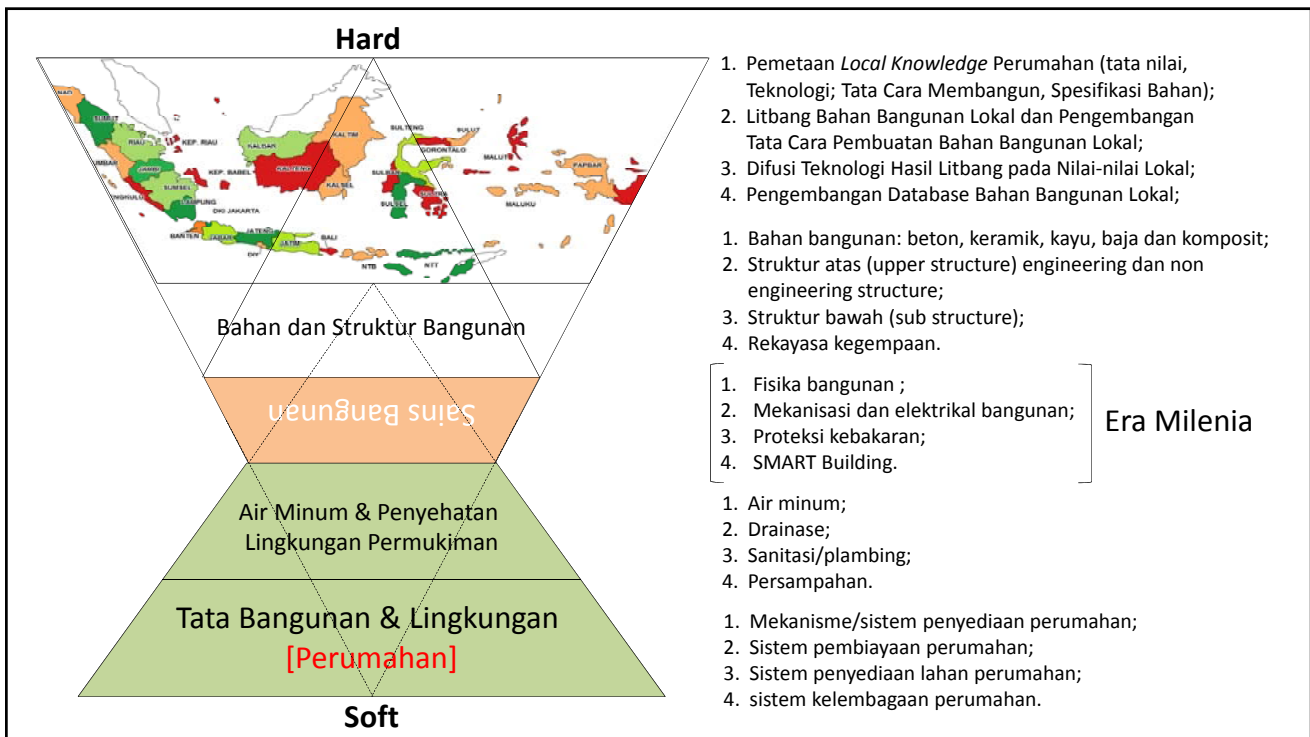 Hard
NAD
SUMUT
RIAU
KEP. RIAU
JAMBI
SUMSEL
KEP. BABEL
LAMPUNG
DKI JAKARTA
BANTEN
JABAR
JATENG
DIY
JATIM
BALI
NTB
NTT
KALBAR
KALTENG
KALTIM
KALSEL
SULTENG
SULUT
GORONTALO
SULBAR
SULSEL
SULTRA
MALUT
MALUKU
PAPBAR
Bahan dan Struktur Bangunan
Sains Bangunan
Air Minum & Penyehatan
Lingkungan Permukiman
Tata Bangunan & Lingkungan
[Perumahan]
Soft
1. Pemetaan Local Knowledge Perumahan (tata nilai,
Teknologi; Tata Cara Membangun, Spesifikasi Bahan);
2. Litbang Bahan Bangunan Lokal dan Pengembangan
Tata Cara Pembuatan Bahan Bangunan Lokal;
3. Difusi Teknologi Hasil Litbang pada Nilai-nilai Lokal;
4. Pengembangan Database Bahan Bangunan Lokal;
1. Bahan bangunan: beton, keramik, kayu, baja dan komposit;
2. Struktur atas (upper structure) engineering dan non
engineering structure;
3. Struktur bawah (sub structure);
4. Rekayasa kegempaan.
1. Fisika bangunan ;
2. Mekanisasi dan elektrikal bangunan;
3. Proteksi kebakaran;
4. SMART Building.
Era Milenia
1. Air minum;
2. Drainase;
3. Sanitasi/plambing;
4. Persampahan.
1. Mekanisme/sistem penyediaan perumahan;
2. Sistem pembiayaan perumahan;
3. Sistem penyediaan lahan perumahan;
4. sistem kelembagaan perumahan.